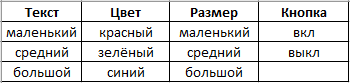 Текст Цвет Размер Кнопка
маленький красный маленький вкл
средний зелёный средний выкл
большой синий большой